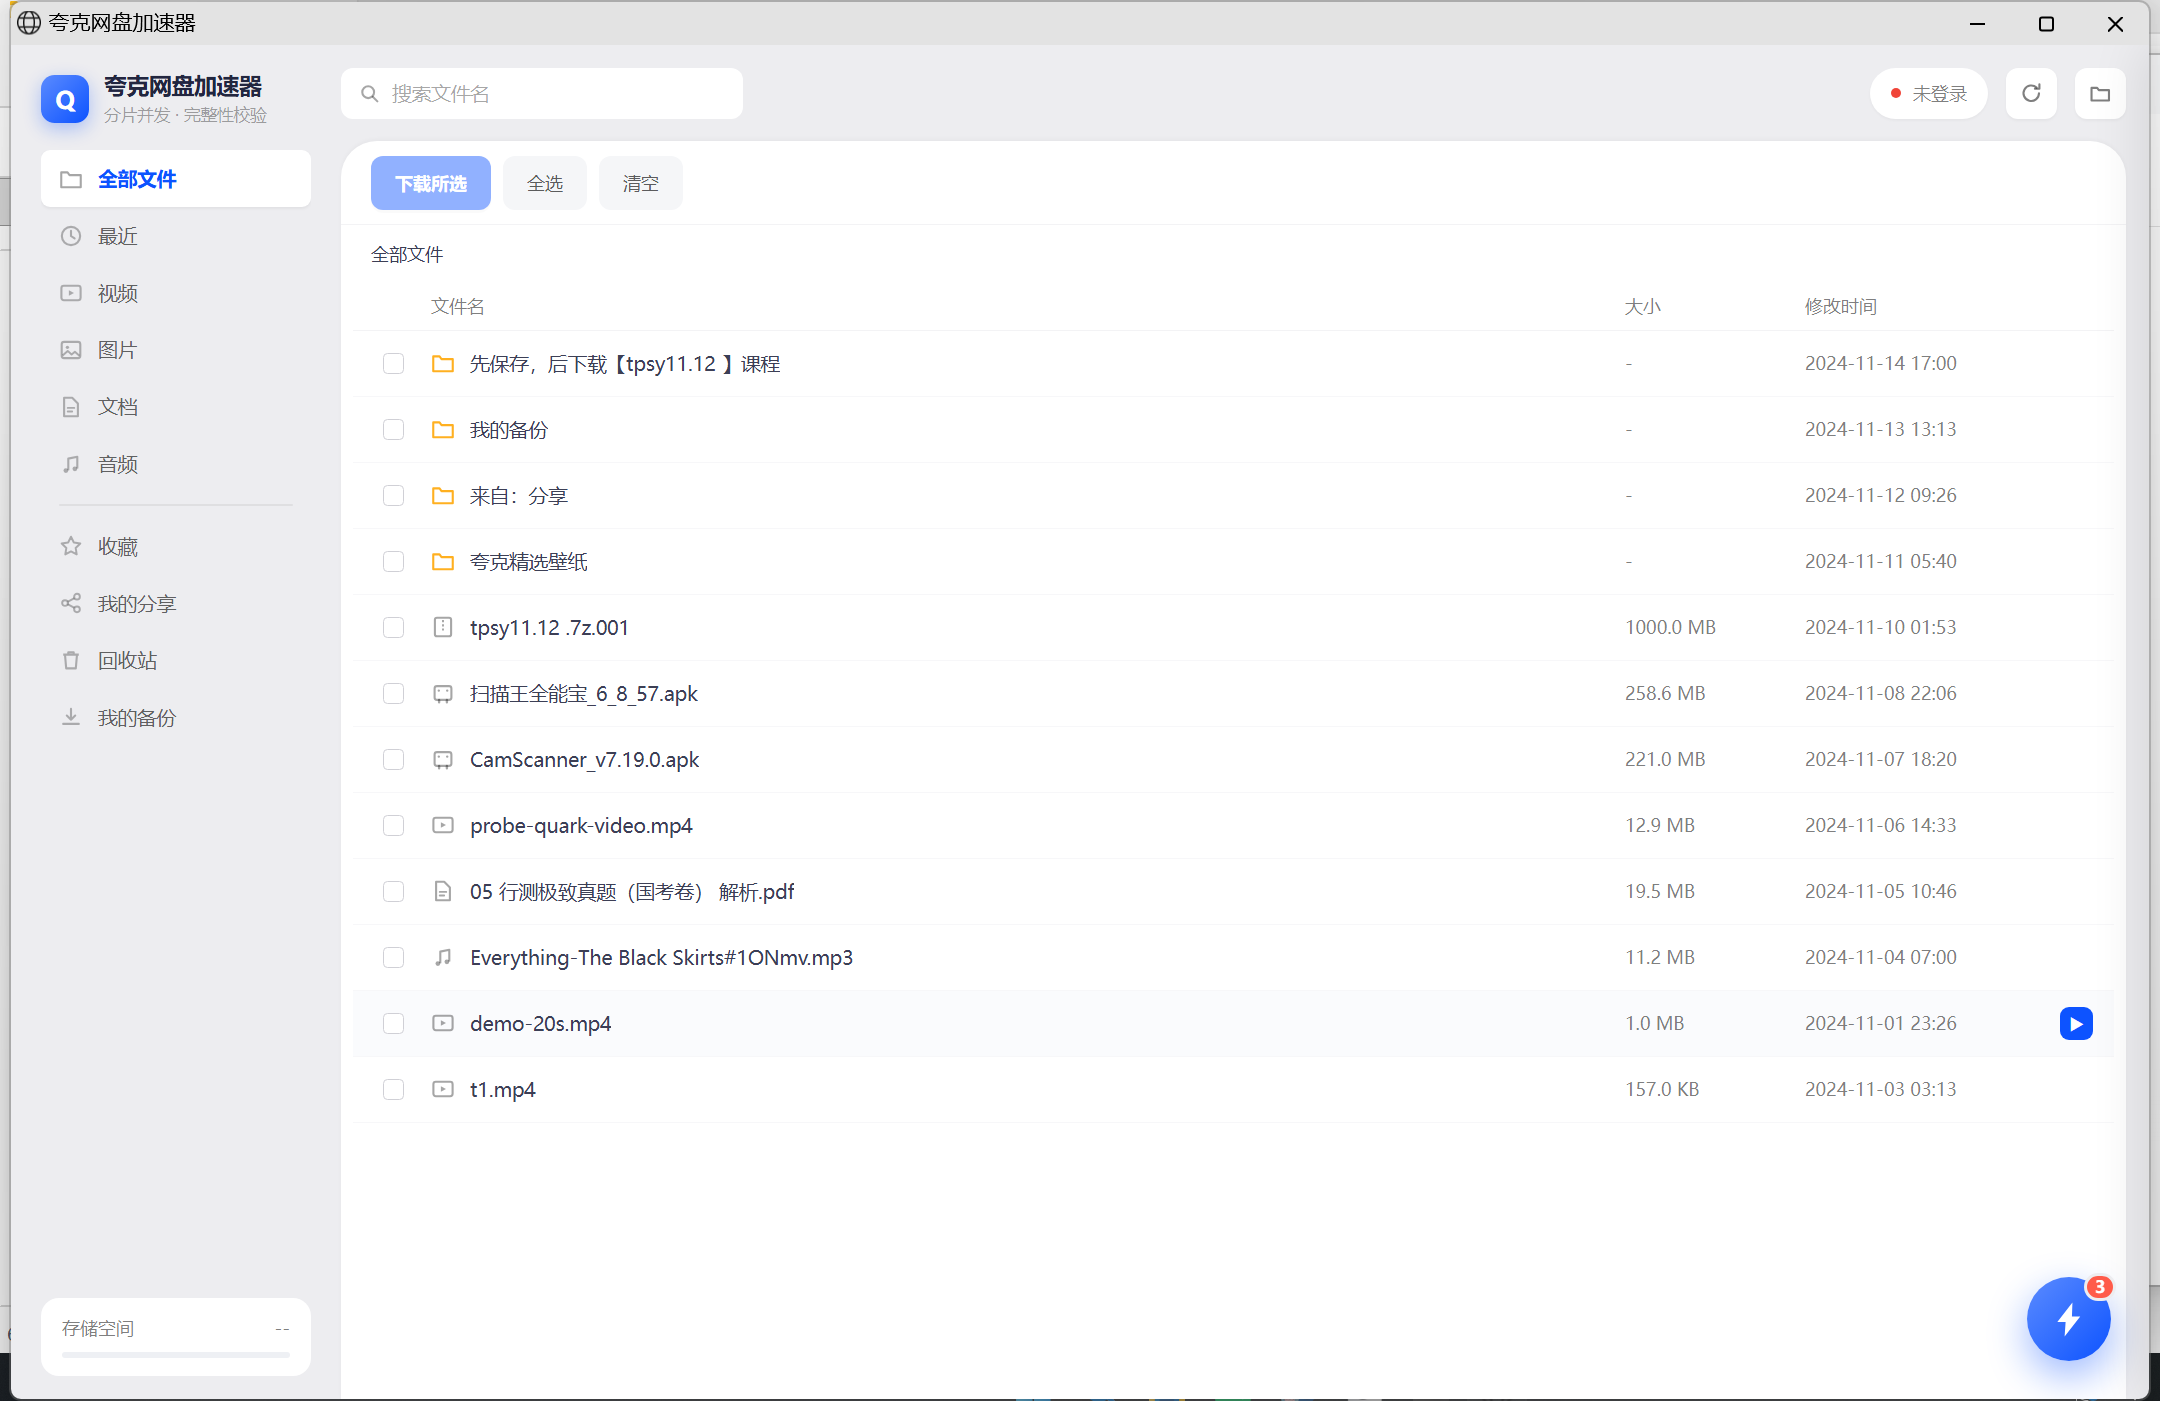 夸克网盘加速器
Q
夸克网盘加速器
分片并发 · 完整性校验
搜索文件名
未登录
全部文件
最近
视频
图片
文档
音频
收藏
我的分享
回收站
我的备份
存储空间 --
下载所选 全选 清空
全部文件
文件名 大小 修改时间
先保存，后下载【tpsy11.12 】课程 - 2024-11-14 17:00
我的备份 - 2024-11-13 13:13
来自：分享 - 2024-11-12 09:26
夸克精选壁纸 - 2024-11-11 05:40
tpsy11.12 .7z.001 1000.0 MB 2024-11-10 01:53
扫描王全能宝_6_8_57.apk 258.6 MB 2024-11-08 22:06
CamScanner_v7.19.0.apk 221.0 MB 2024-11-07 18:20
probe-quark-video.mp4 12.9 MB 2024-11-06 14:33
05 行测极致真题（国考卷） 解析.pdf 19.5 MB 2024-11-05 10:46
Everything-The Black Skirts#1ONmv.mp3 11.2 MB 2024-11-04 07:00
demo-20s.mp4 1.0 MB 2024-11-01 23:26
t1.mp4 157.0 KB 2024-11-03 03:13
3